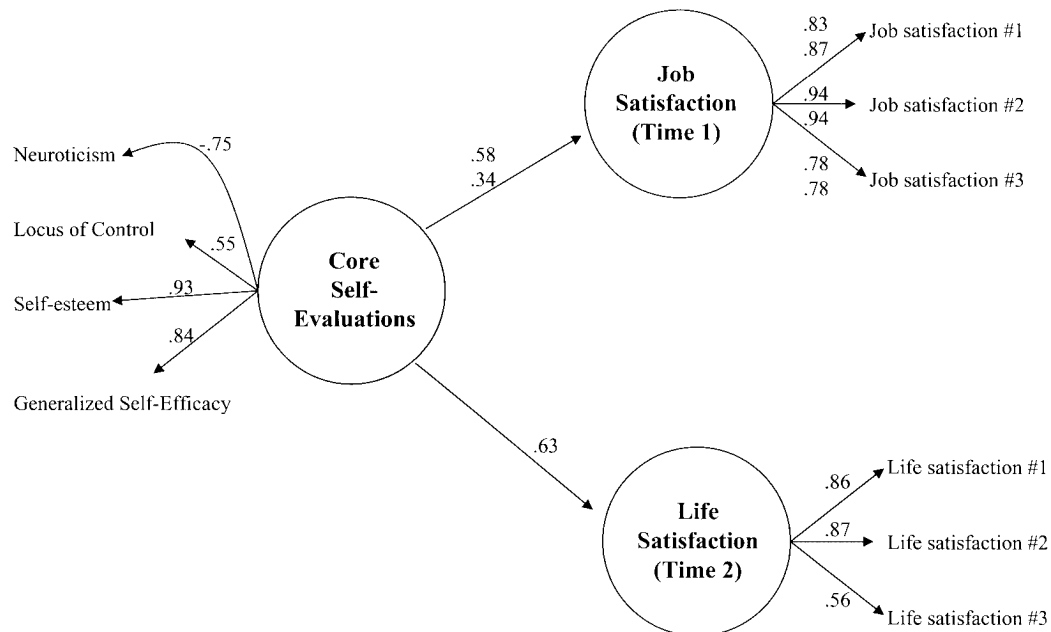 Neuroticism
-.75
Locus of Control
.55
Self-esteem
.93
.84
Generalized Self-Efficacy
Core
Self-
Evaluations
.58
.34
.63
Job
Satisfaction
(Time 1)
.83
.87
Job satisfaction #1
.94
.94
Job satisfaction #2
.78
.78
Job satisfaction #3
Life
Satisfaction
(Time 2)
.86
Life satisfaction #1
.87
Life satisfaction #2
.56
Life satisfaction #3